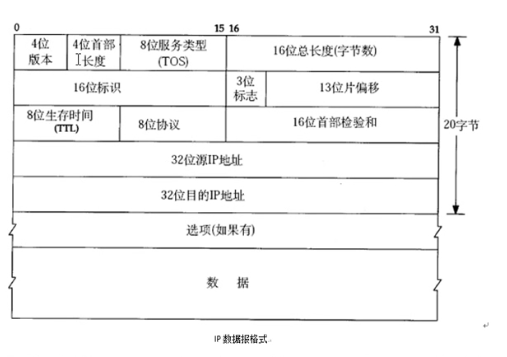 0 15 16 31
4位版本 4位首部长度 8位服务类型(TOS) 16位总长度(字节数)
16位标识 3位标志 13位片偏移
8位生存时间(TTL) 8位协议 16位首部检验和
20字节
32位源IP地址
32位目的IP地址
选项(如果有)
数 据
IP数据报格式